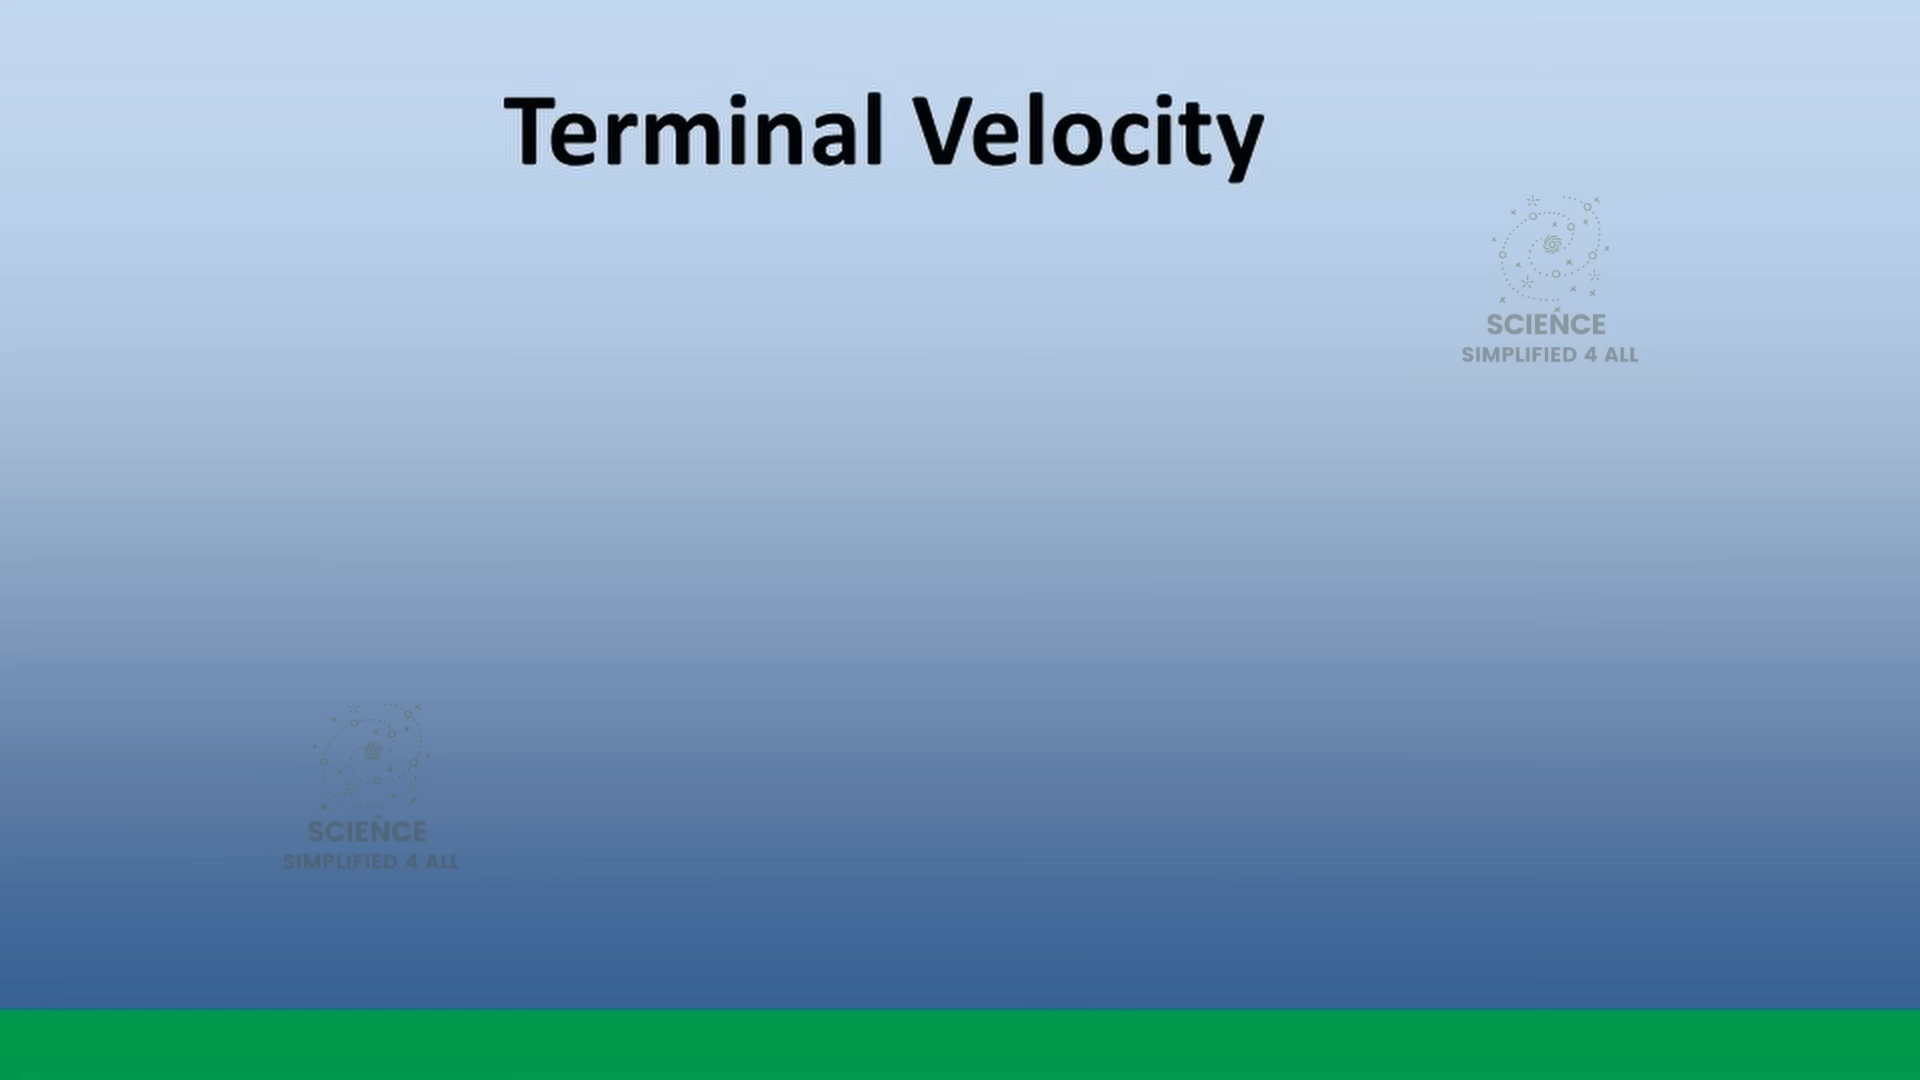 Terminal Velocity
SCIENCE
SIMPLIFIED 4 ALL
SCIENCE
SIMPLIFIED 4 ALL